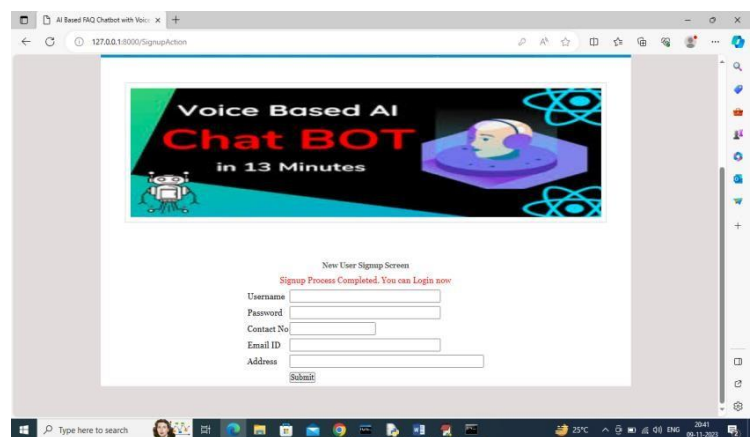 AI Based FAQ Chatbot with Voice
127.0.0.1:8000/SignupAction
Voice Based AI
Chat BOT
in 13 Minutes
New User Signup Screen
Signup Process Completed. You can Login now
Username
Password
Contact No
Email ID
Address
Submit
Type here to search
25°C
ENG
20:41
09-11-2023